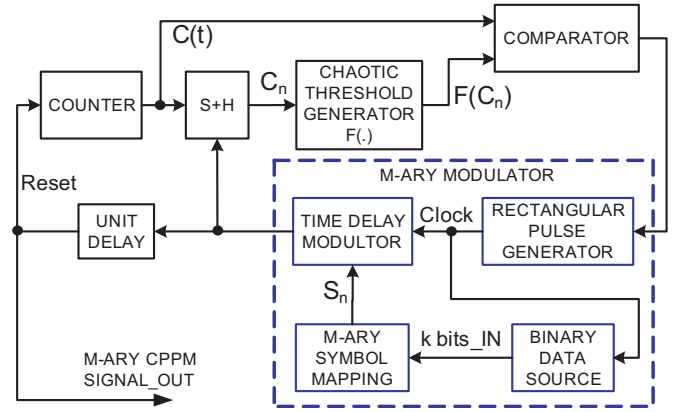 C(t)
COMPARATOR
COUNTER
S+H
Cn
CHAOTIC
THRESHOLD
GENERATOR
F(.)
F(Cn)
M-ARY MODULATOR
Reset
UNIT
DELAY
TIME DELAY
MODULTOR
Clock
RECTANGULAR
PULSE
GENERATOR
Sn
M-ARY
SYMBOL
MAPPING
k bits_IN
BINARY
DATA
SOURCE
M-ARY CPPM
SIGNAL_OUT